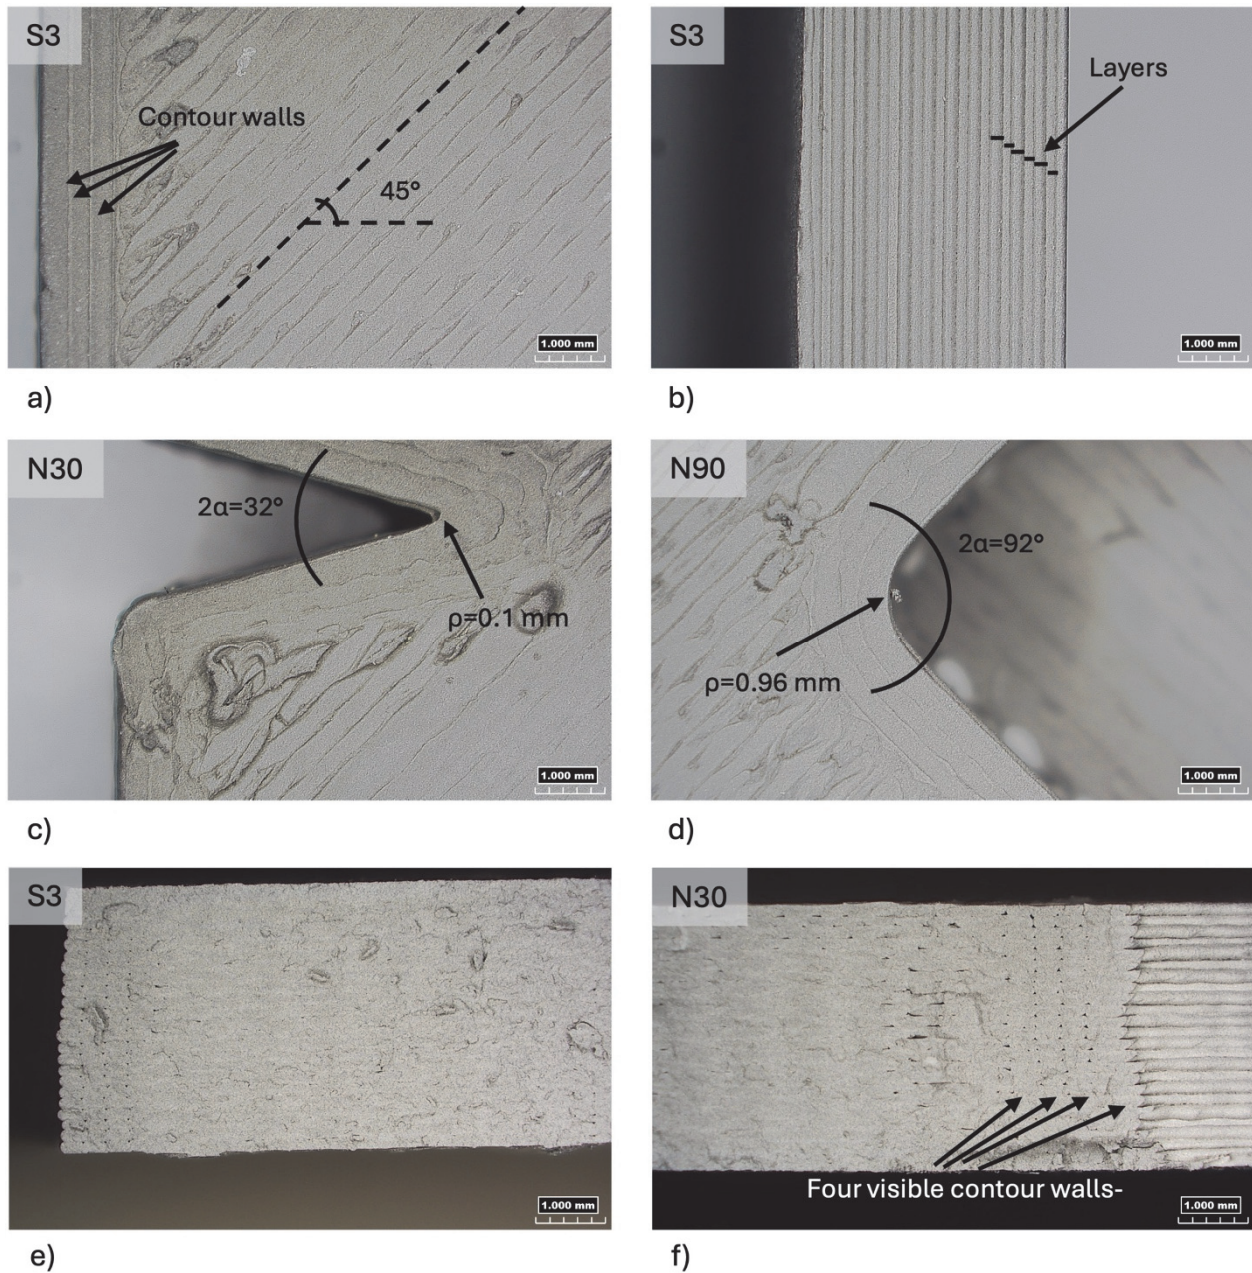 S3
Contour walls
45°
1.000 mm
a)
S3
Layers
1.000 mm
b)
N30
2α=32°
ρ=0.1 mm
1.000 mm
c)
N90
2α=92°
ρ=0.96 mm
1.000 mm
d)
S3
1.000 mm
e)
N30
Four visible contour walls-
1.000 mm
f)